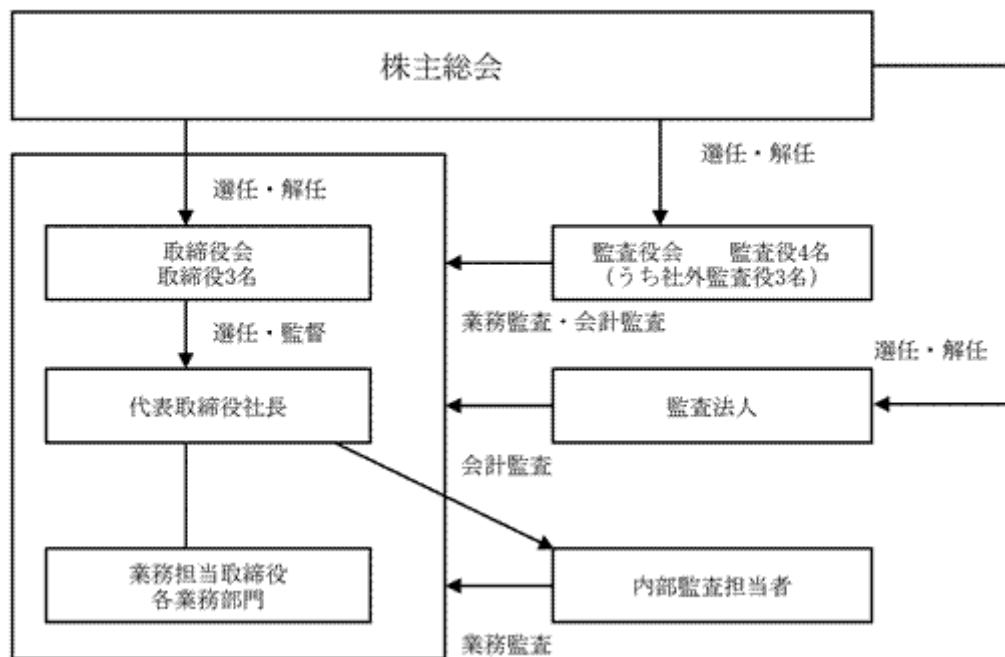 株主総会
選任・解任
選任・解任
取締役会
取締役3名
監査役会　　監査役4名
（うち社外監査役3名）
選任・監督
業務監査・会計監査
選任・解任
代表取締役社長
監査法人
会計監査
業務担当取締役
各業務部門
内部監査担当者
業務監査